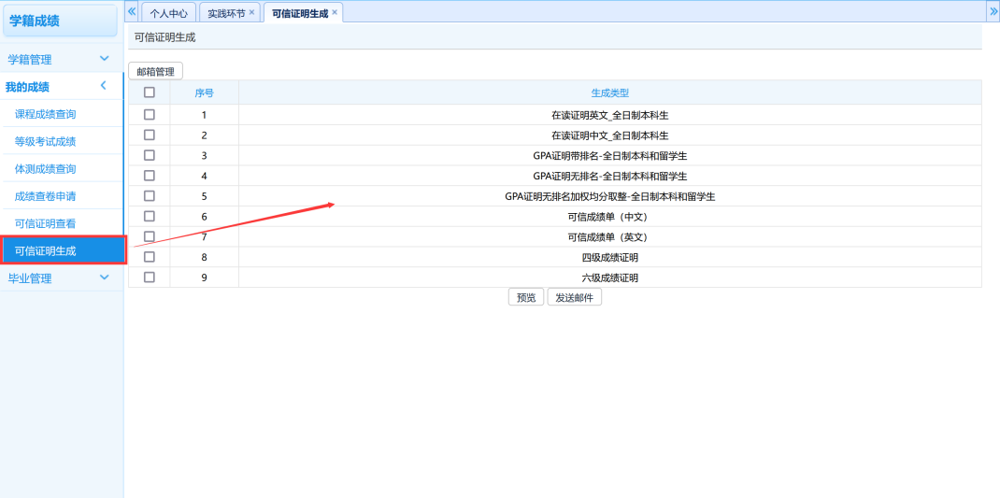 学籍成绩
学籍管理
我的成绩
课程成绩查询
等级考试成绩
体测成绩查询
成绩查卷申请
可信证明查看
可信证明生成
毕业管理
个人中心 实践环节 × 可信证明生成 ×
可信证明生成
邮箱管理
序号 生成类型
1 在读证明英文_全日制本科生
2 在读证明中文_全日制本科生
3 GPA证明带排名-全日制本科和留学生
4 GPA证明无排名-全日制本科和留学生
5 GPA证明无排名加权均分取整-全日制本科和留学生
6 可信成绩单（中文）
7 可信成绩单（英文）
8 四级成绩证明
9 六级成绩证明
预览 发送邮件